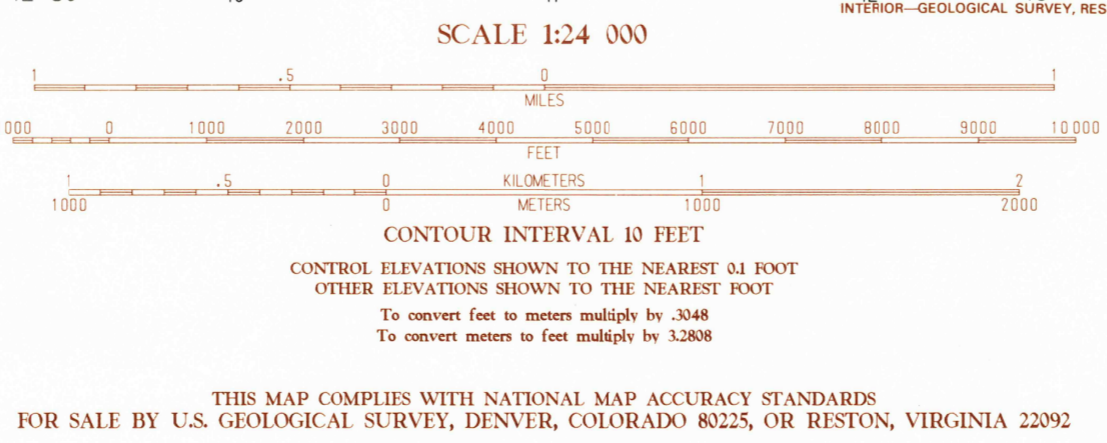 INTERIOR—GEOLOGICAL SURVEY, RES
SCALE 1:24 000
1 .5 0 1
MILES
000 0 1000 2000 3000 4000 5000 6000 7000 8000 9000 10 000
FEET
1 .5 0 KILOMETERS 1 2
1000 0 METERS 1000 2000
CONTOUR INTERVAL 10 FEET
CONTROL ELEVATIONS SHOWN TO THE NEAREST 0.1 FOOT
OTHER ELEVATIONS SHOWN TO THE NEAREST FOOT
To convert feet to meters multiply by .3048
To convert meters to feet multiply by 3.2808
THIS MAP COMPLIES WITH NATIONAL MAP ACCURACY STANDARDS
FOR SALE BY U.S. GEOLOGICAL SURVEY, DENVER, COLORADO 80225, OR RESTON, VIRGINIA 22092